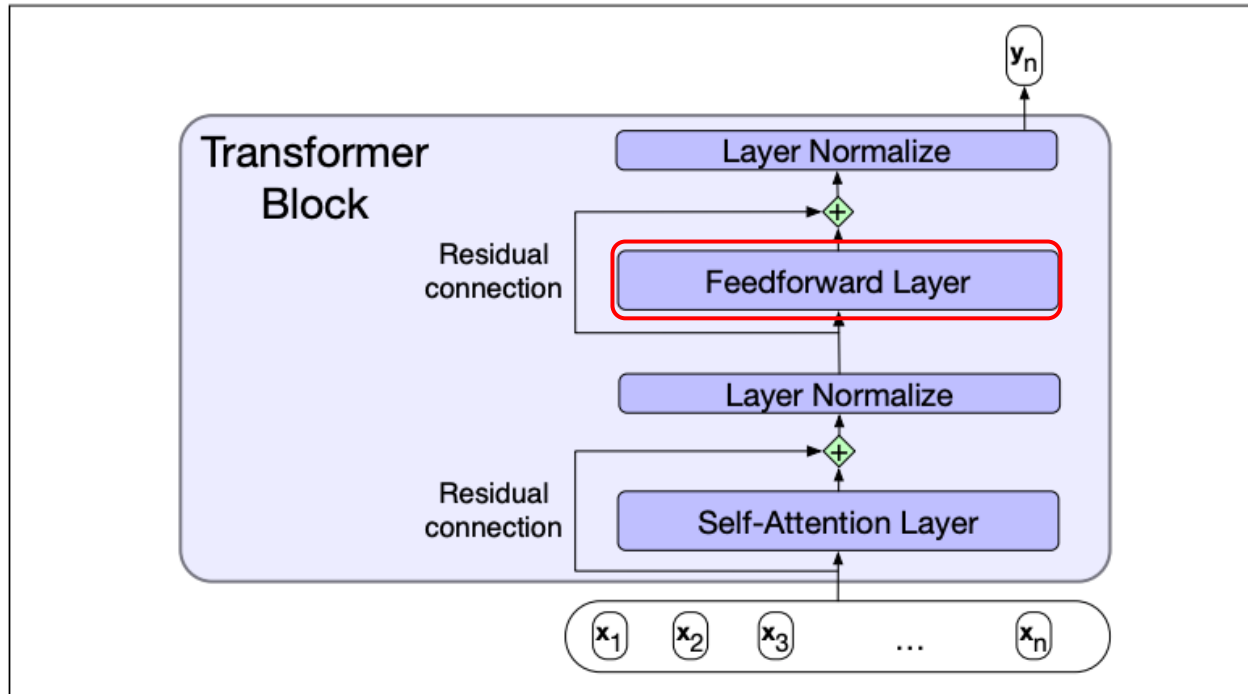 yn
Transformer
Block
Layer Normalize
+
Residual
connection
Feedforward Layer
Layer Normalize
+
Residual
connection
Self-Attention Layer
x1 x2 x3 ... xn